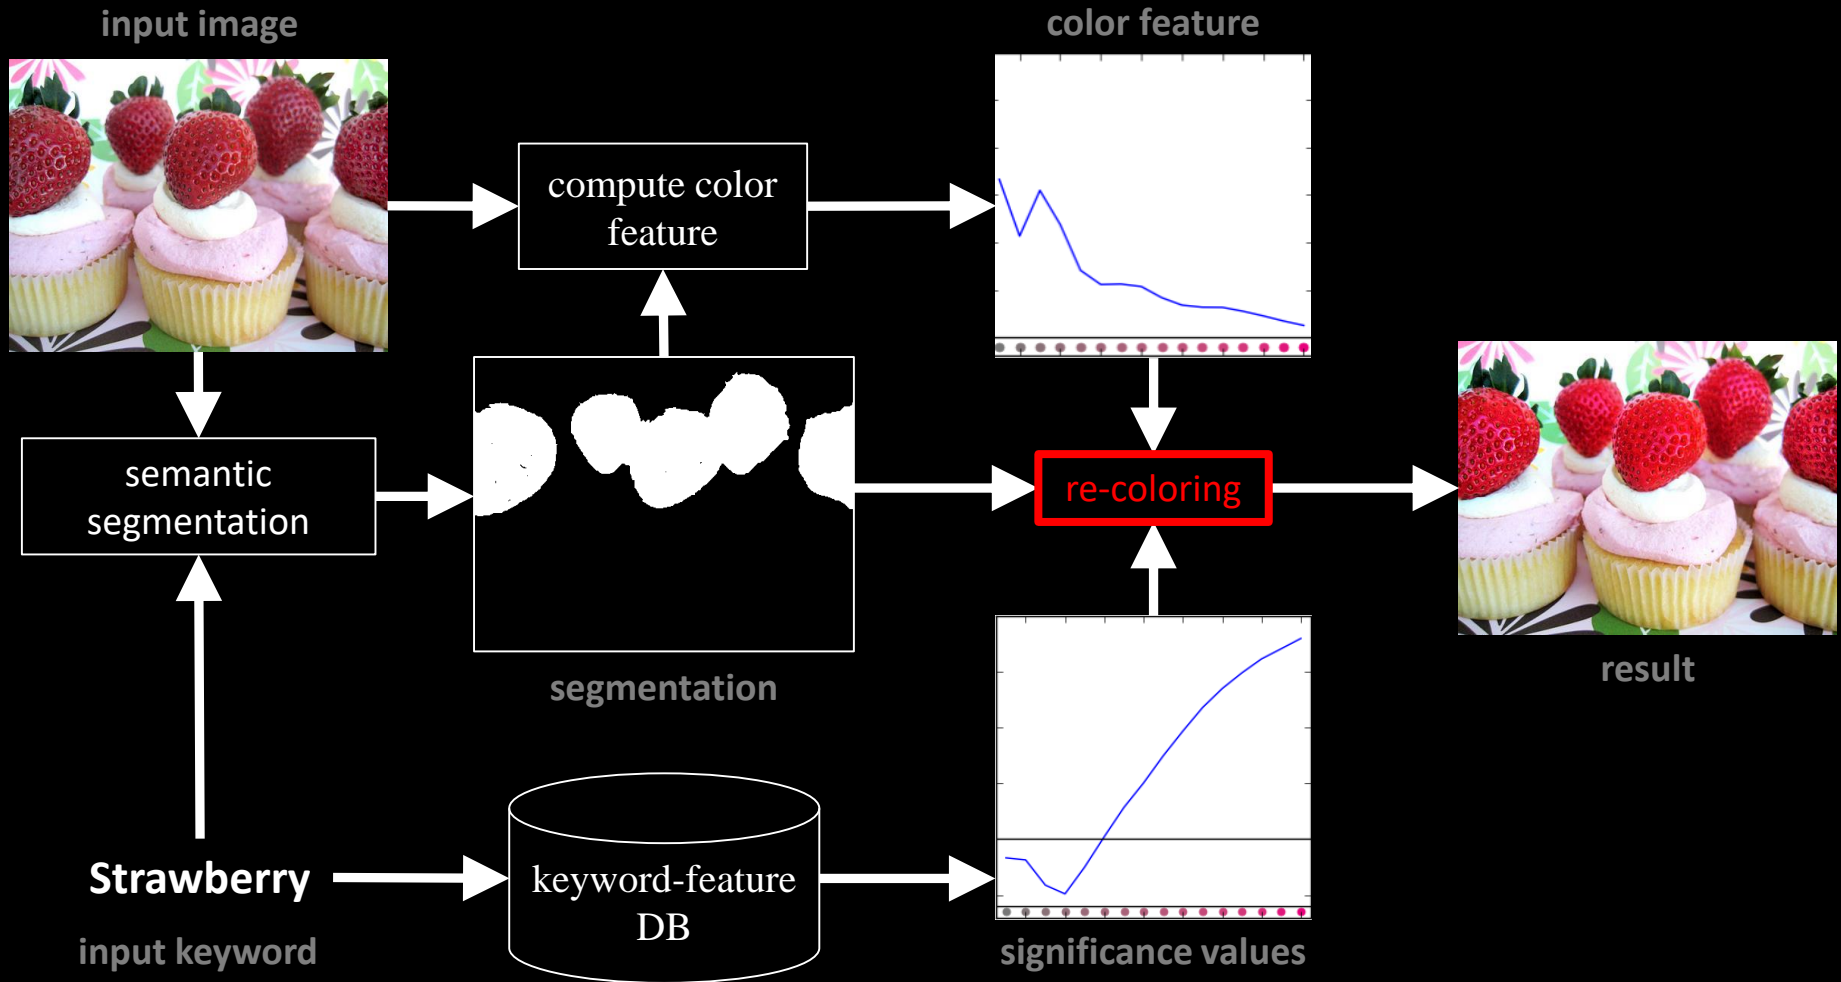 input image
color feature
compute color
feature
semantic
segmentation
re-coloring
segmentation
result
Strawberry
keyword-feature
DB
input keyword
significance values